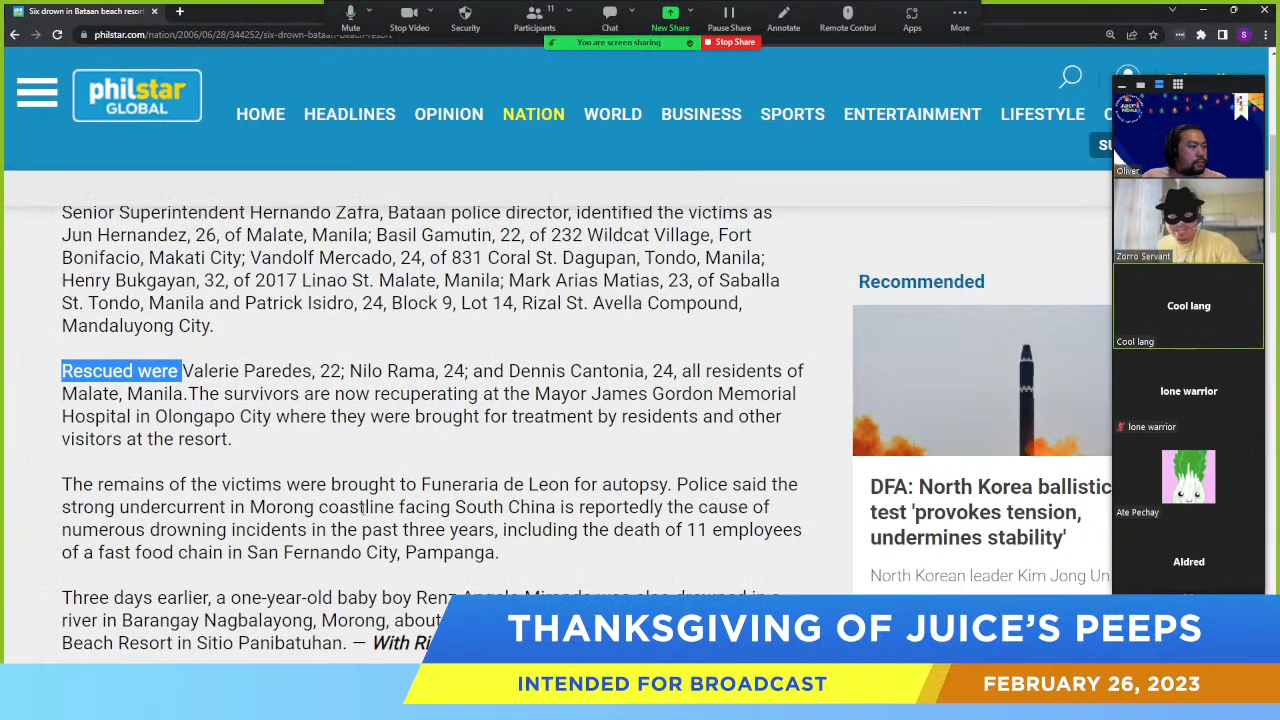 Six drown in Bataan beach resort
philstar.com/nation/2006/06/28/344252/six-drown-bataan-beach-resort
Mute
Stop Video
Security
11
Participants
Chat
New Share
Pause Share
Annotate
Remote Control
Apps
More
You are screen sharing
Stop Share
S
philstar
GLOBAL
HOME HEADLINES OPINION NATION WORLD BUSINESS SPORTS ENTERTAINMENT LIFESTYLE
Senior Superintendent Hernando Zafra, Bataan police director, identified the victims as
Jun Hernandez, 26, of Malate, Manila; Basil Gamutin, 22, of 232 Wildcat Village, Fort
Bonifacio, Makati City; Vandolf Mercado, 24, of 831 Coral St. Dagupan, Tondo, Manila;
Henry Bukgayan, 32, of 2017 Linao St. Malate, Manila; Mark Arias Matias, 23, of Saballa
St. Tondo, Manila and Patrick Isidro, 24, Block 9, Lot 14, Rizal St. Avella Compound,
Mandaluyong City.
Rescued were Valerie Paredes, 22; Nilo Rama, 24; and Dennis Cantonia, 24, all residents of
Malate, Manila.The survivors are now recuperating at the Mayor James Gordon Memorial
Hospital in Olongapo City where they were brought for treatment by residents and other
visitors at the resort.
The remains of the victims were brought to Funeraria de Leon for autopsy. Police said the
strong undercurrent in Morong coastline facing South China is reportedly the cause of
numerous drowning incidents in the past three years, including the death of 11 employees
of a fast food chain in San Fernando City, Pampanga.
Three days earlier, a one-year-old baby boy Renz Angelo Miranda was also drowned in a
river in Barangay Nagbalayong, Morong, about
Beach Resort in Sitio Panibatuhan. — With Ri
Recommended
DFA: North Korea ballistic
test 'provokes tension,
undermines stability'
North Korean leader Kim Jong Un
JUICE'S
PEOPLE
Oliver
Zorro Servant
Cool lang
Cool lang
lone warrior
lone warrior
Ate Pechay
Aldred
THANKSGIVING OF JUICE'S PEEPS
INTENDED FOR BROADCAST
FEBRUARY 26, 2023